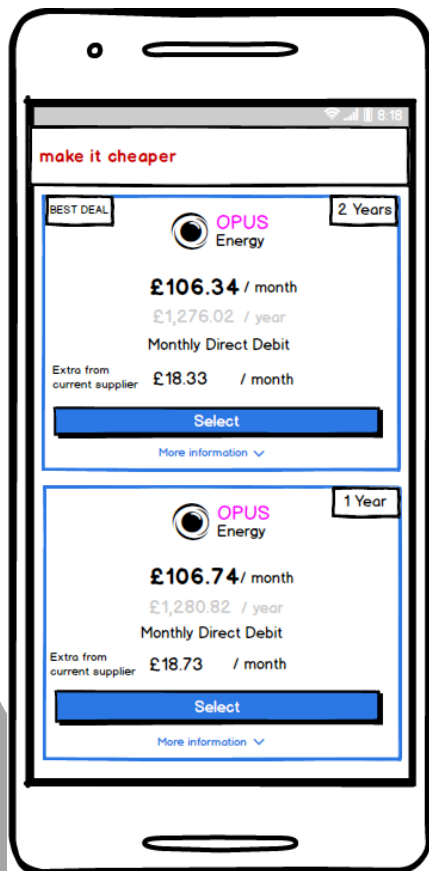 8:18
make it cheaper
BEST DEAL
2 Years
OPUS
Energy
£106.34 / month
£1,276.02 / year
Monthly Direct Debit
Extra from
current supplier £18.33 / month
Select
More information
1 Year
OPUS
Energy
£106.74/ month
£1,280.82 / year
Monthly Direct Debit
Extra from
current supplier £18.73 / month
Select
More information